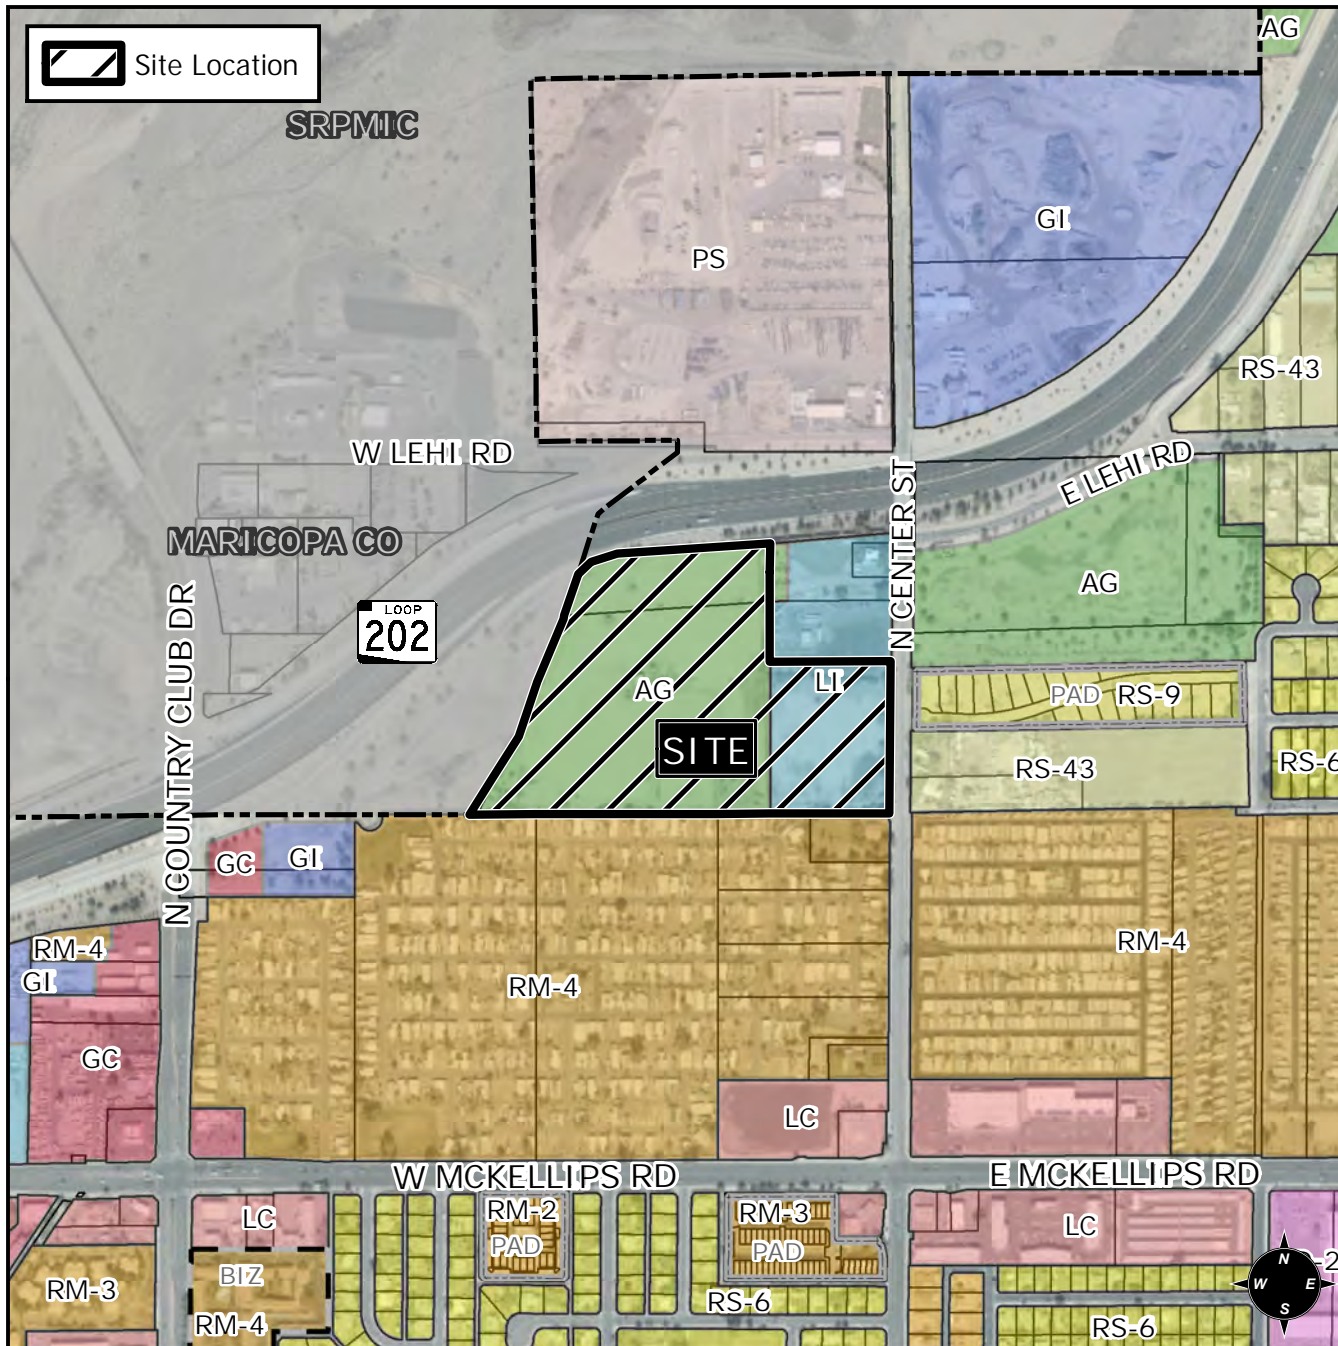 Site Location
AG
SRPMIC
GI
PS
RS-43
W LEHI RD
E LEHI RD
N CENTER ST
MARICOPA CO
AG
LOOP
202
N COUNTRY CLUB DR
AG
LI
PAD RS-9
SITE
RS-43
RS-6
GC
GI
RM-4
RM-4
GI
RM-4
GC
LC
W MCKELLIPS RD
E MCKELLIPS RD
LC
RM-2
PAD
RM-3
PAD
LC
RM-3
BIZ
RM-4
RS-6
RS-6
-2
N
W
E
S